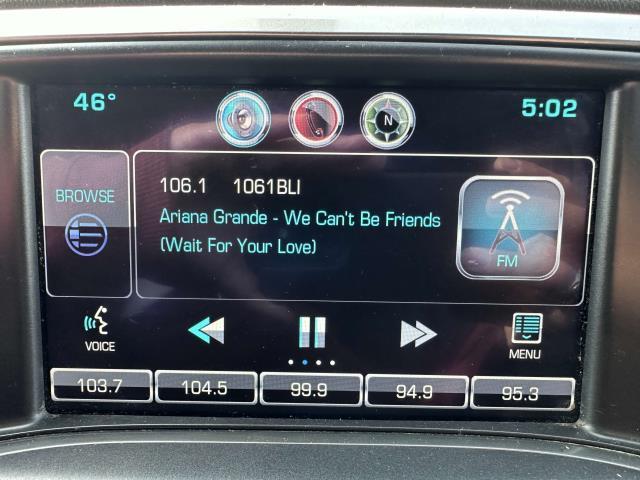 46°
5:02
N
BROWSE
106.1 1061BLI
Ariana Grande - We Can't Be Friends
(Wait For Your Love)
FM
VOICE
MENU
103.7
104.5
99.9
94.9
95.3